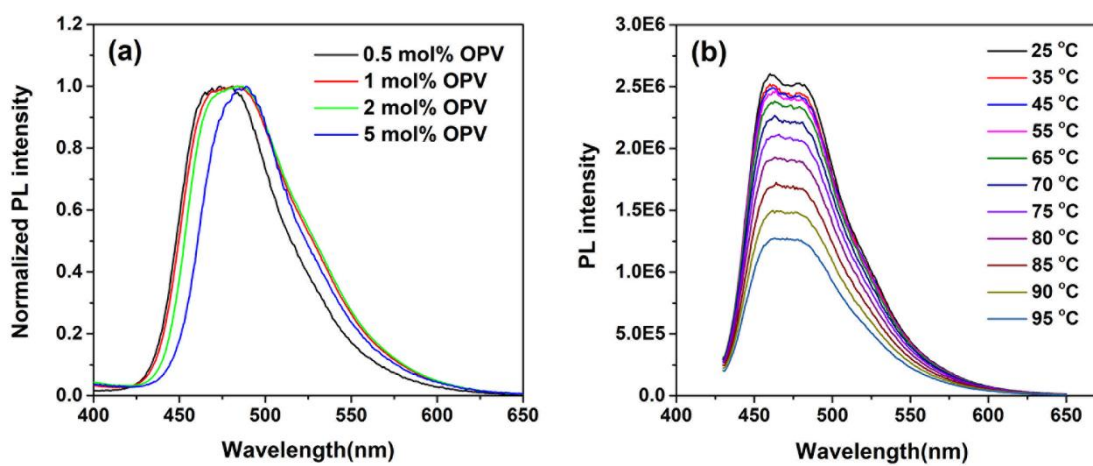 (a)
0.5 mol% OPV
1 mol% OPV
2 mol% OPV
5 mol% OPV
Normalized PL intensity
1.2
1.0
0.8
0.6
0.4
0.2
0.0
400 450 500 550 600 650
Wavelength(nm)
(b)
25 °C
35 °C
45 °C
55 °C
65 °C
70 °C
75 °C
80 °C
85 °C
90 °C
95 °C
PL intensity
3.0E6
2.5E6
2.0E6
1.5E6
1.0E6
5.0E5
0.0
400 450 500 550 600 650
Wavelength(nm)